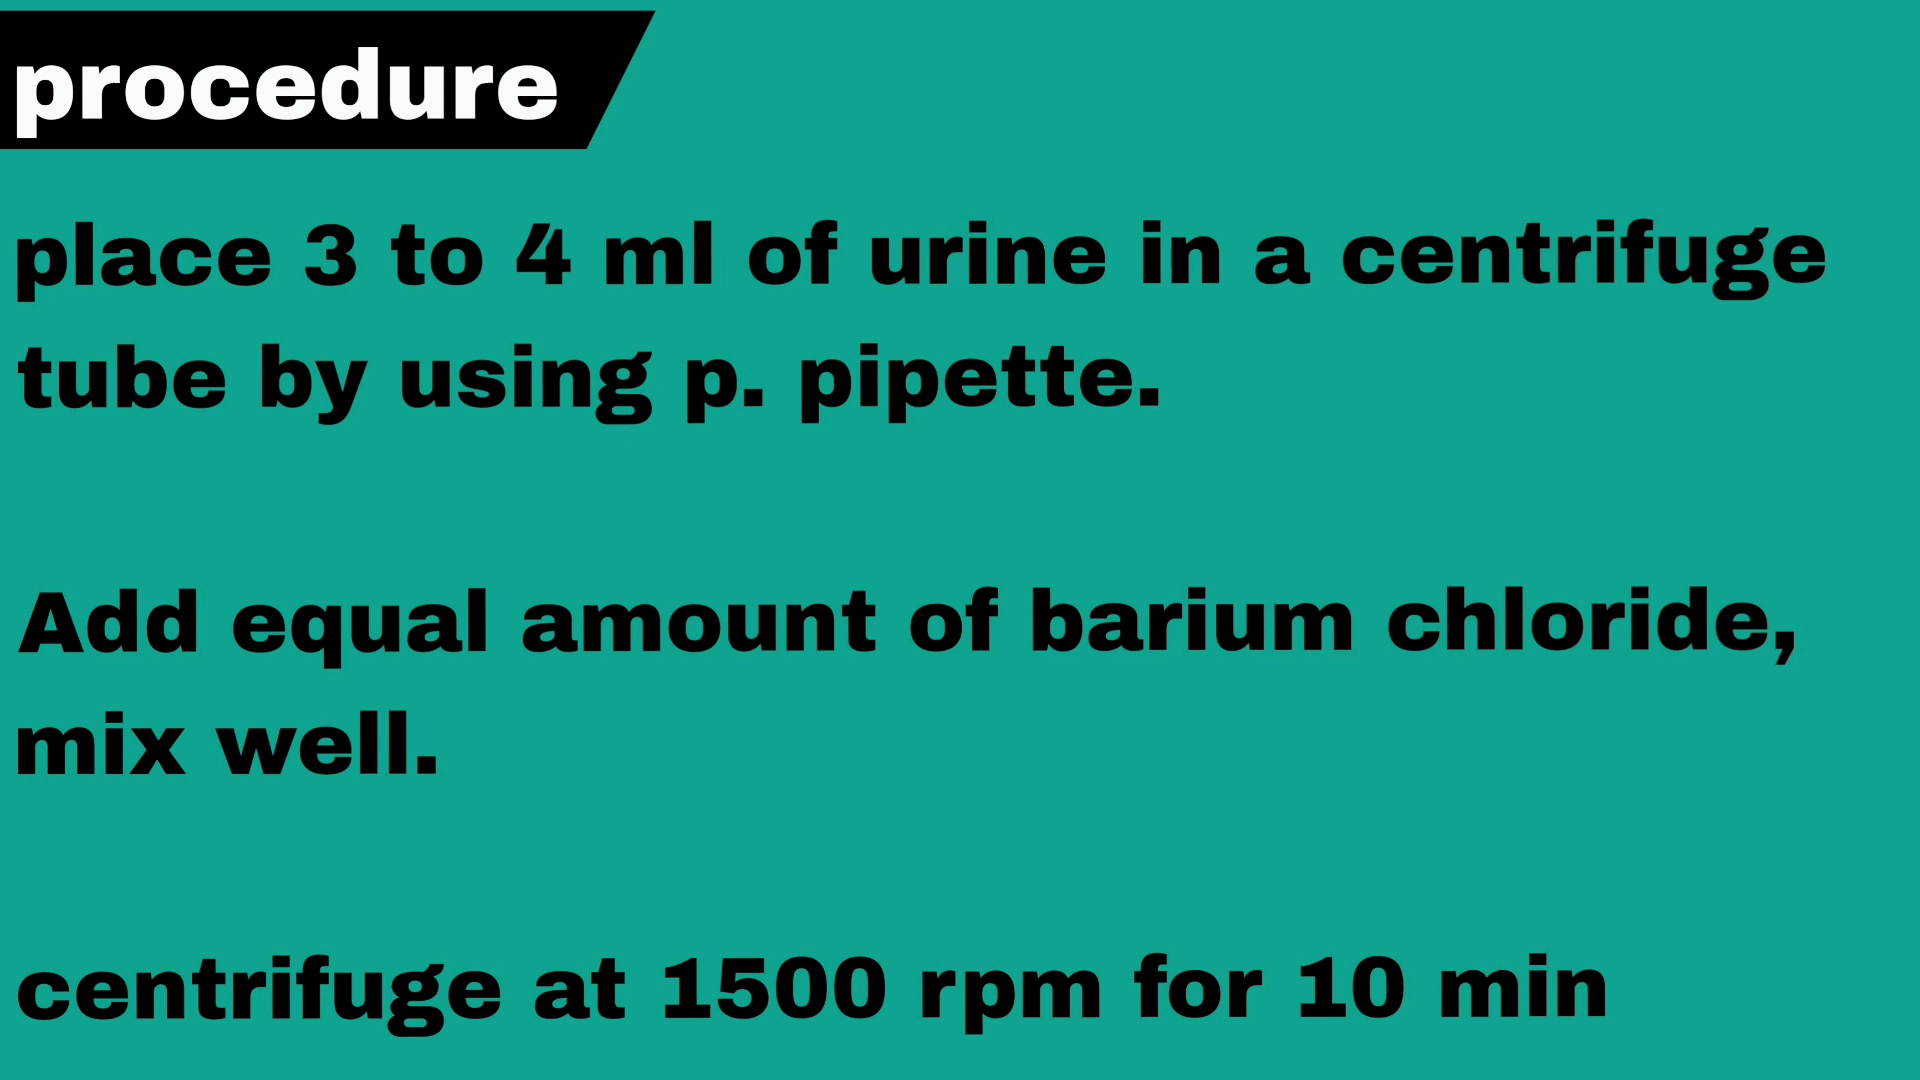 procedure
place 3 to 4 ml of urine in a centrifuge
tube by using p. pipette.
Add equal amount of barium chloride,
mix well.
centrifuge at 1500 rpm for 10 min